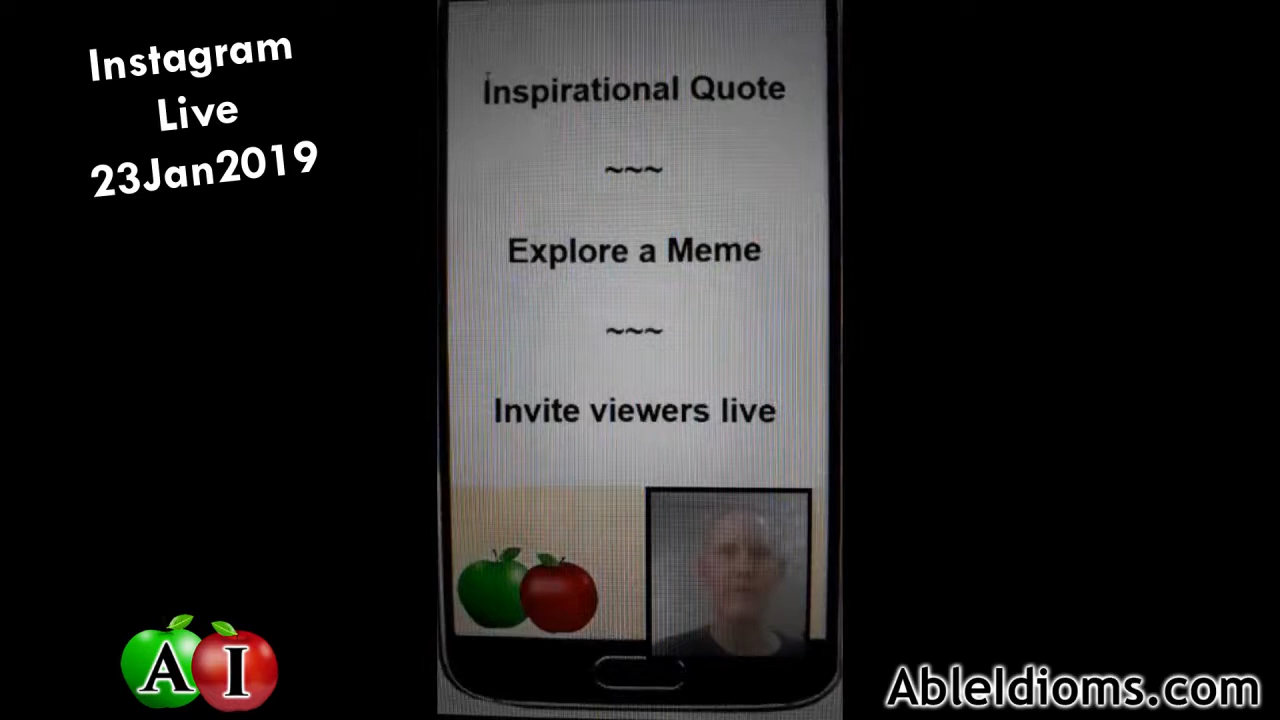 Instagram
Live
23Jan2019
Inspirational Quote
~~~
Explore a Meme
~~~
Invite viewers live
A I
AbleIdioms.com